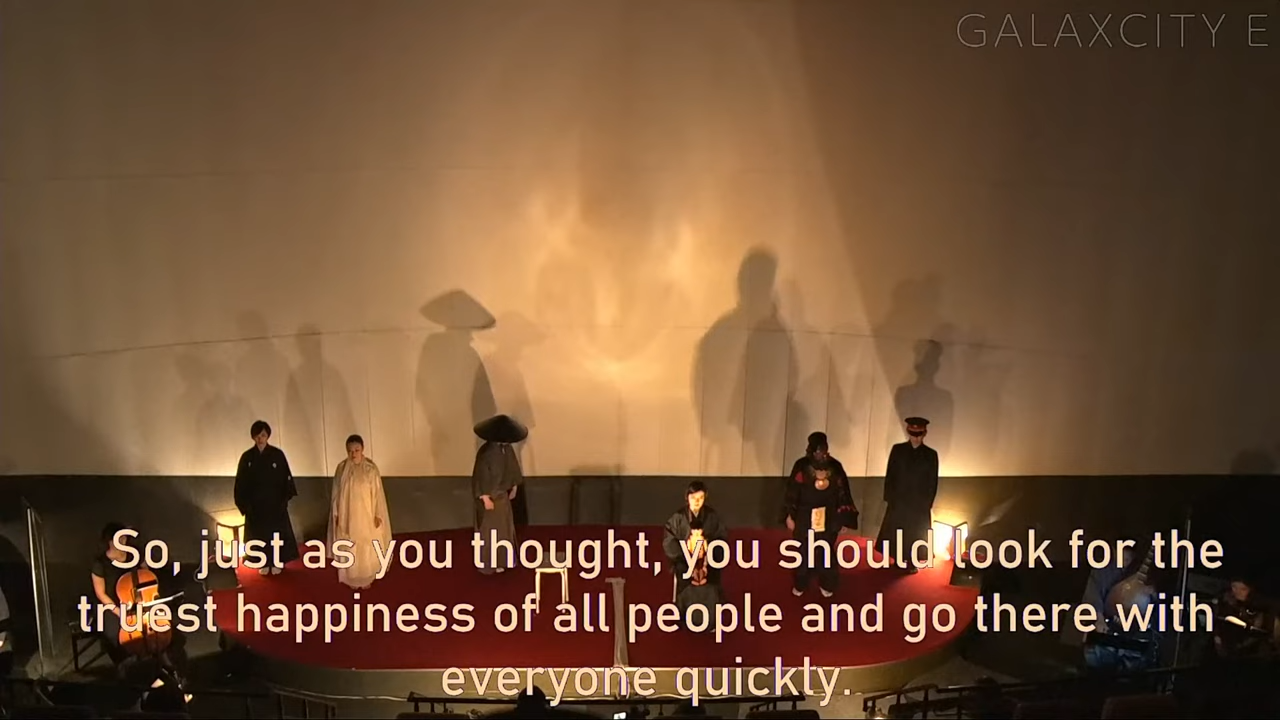 GALAXCITY E
So, just as you thought, you should look for the
truest happiness of all people and go there with
everyone quickly.